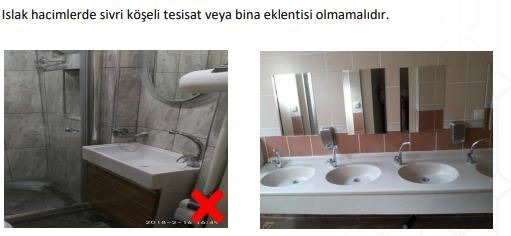 Islak hacimlerde sivri köşeli tesisat veya bina eklentisi olmamalıdır.